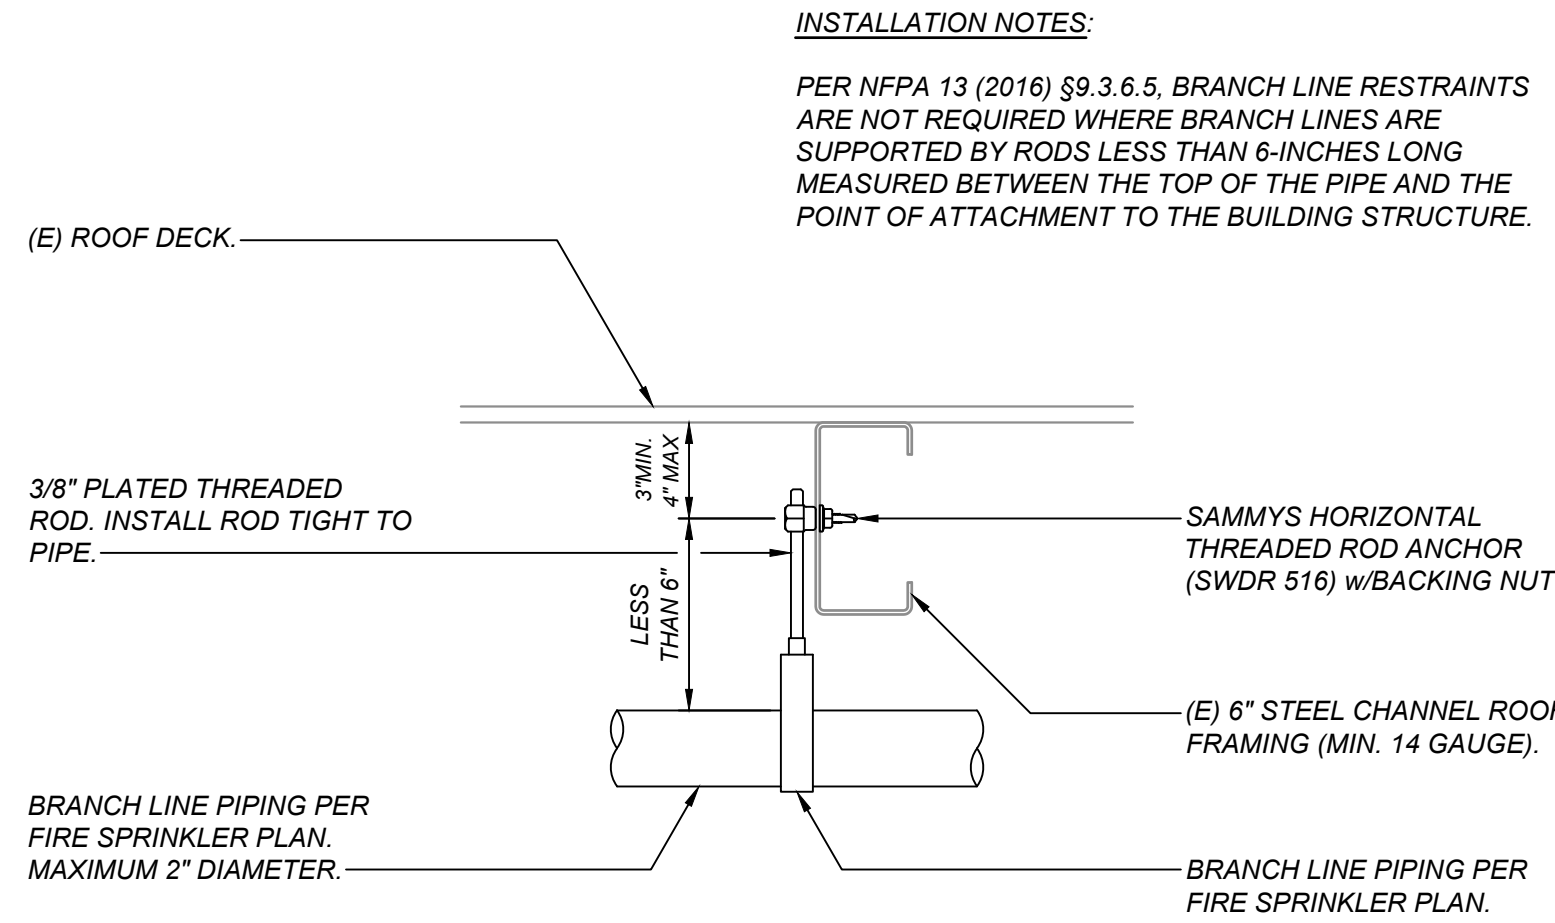 INSTALLATION NOTES:
PER NFPA 13 (2016) §9.3.6.5, BRANCH LINE RESTRAINTS
ARE NOT REQUIRED WHERE BRANCH LINES ARE
SUPPORTED BY RODS LESS THAN 6-INCHES LONG
MEASURED BETWEEN THE TOP OF THE PIPE AND THE
POINT OF ATTACHMENT TO THE BUILDING STRUCTURE.
(E) ROOF DECK.
3"MIN.
4" MAX
3/8" PLATED THREADED
ROD. INSTALL ROD TIGHT TO
PIPE.
SAMMYS HORIZONTAL
THREADED ROD ANCHOR
(SWDR 516) w/BACKING NUT
LESS
THAN 6"
(E) 6" STEEL CHANNEL
FRAMING (MIN. 14 GAUGE).
BRANCH LINE PIPING PER
FIRE SPRINKLER PLAN.
MAXIMUM 2" DIAMETER.
BRANCH LINE PIPING PER
FIRE SPRINKLER PLAN.